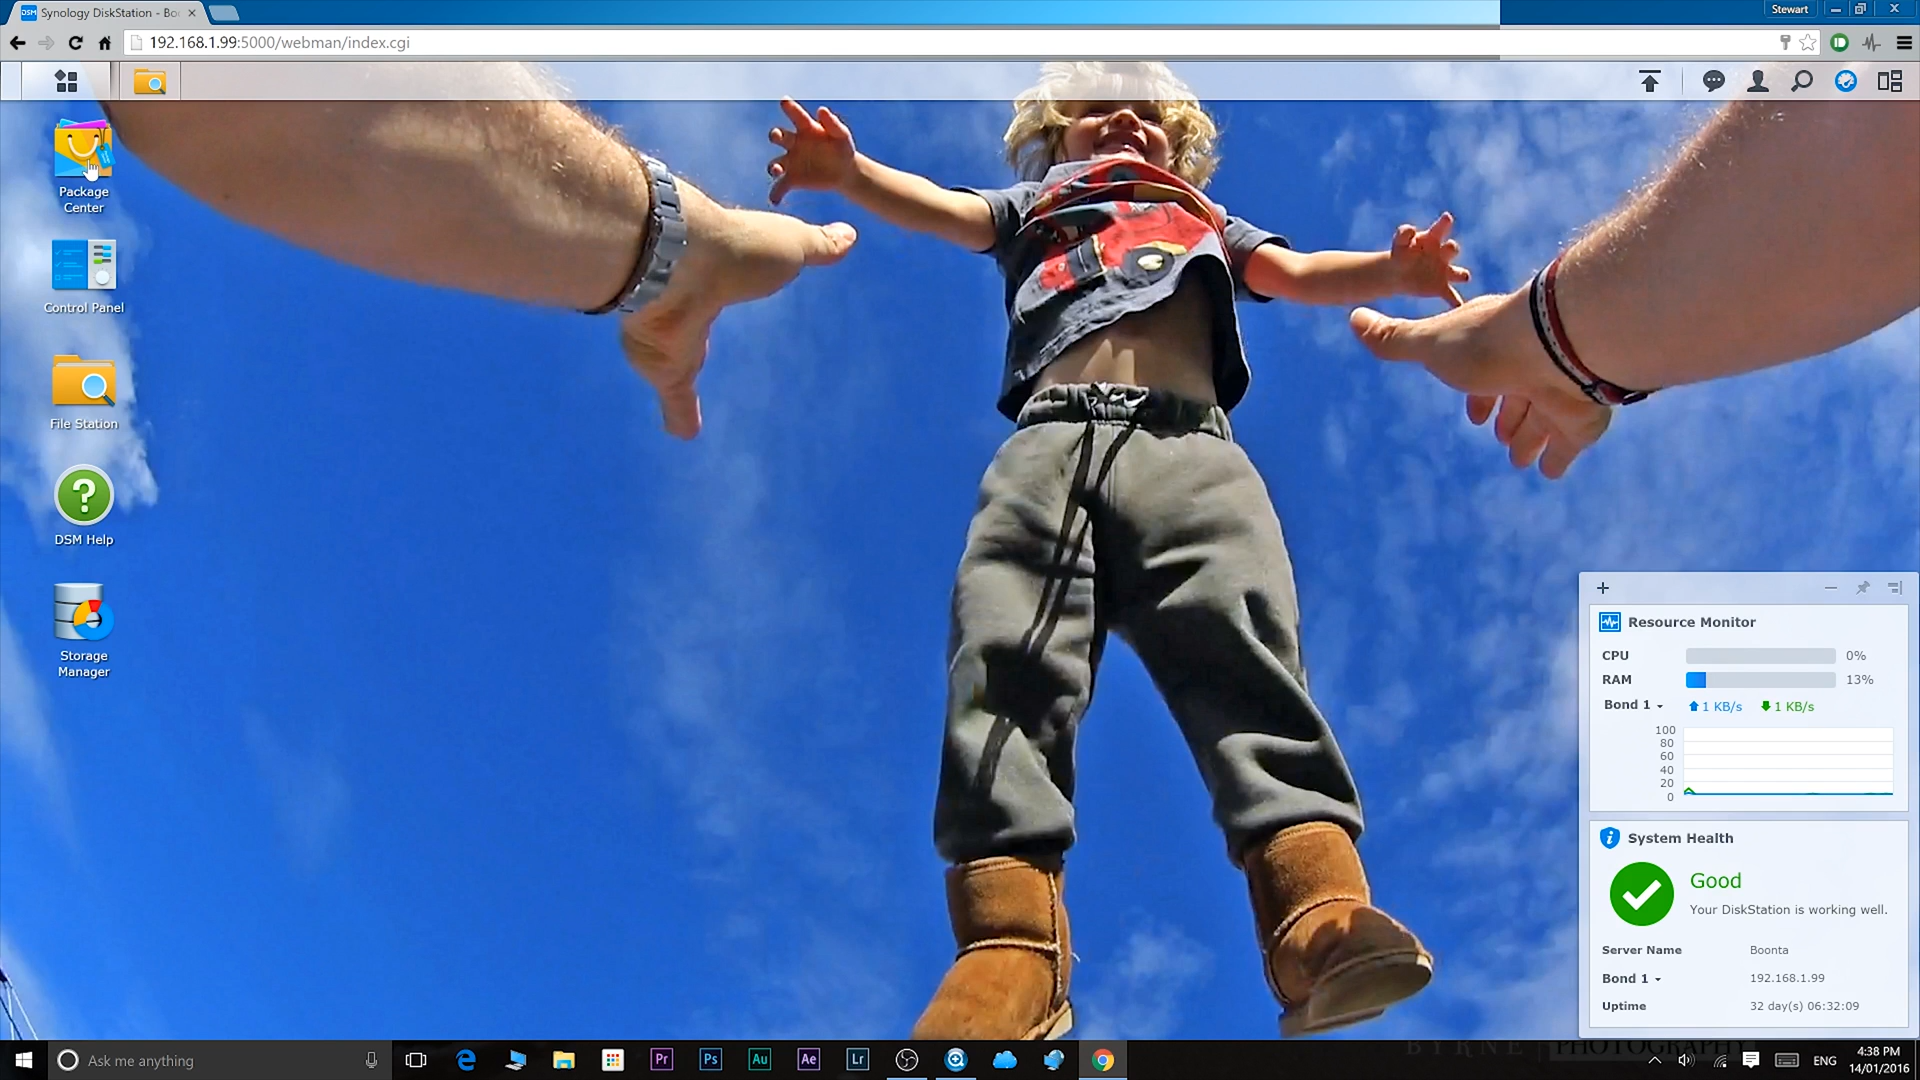 DSM Synology DiskStation - Boo
Stewart
192.168.1.99:5000/webman/index.cgi
Package
Center
Control Panel
File Station
?
DSM Help
Storage
Manager
Resource Monitor
CPU 0%
RAM 13%
Bond 1 1 KB/s 1 KB/s
100
80
60
40
20
0
System Health
Good
Your DiskStation is working well.
Server Name Boonta
Bond 1 192.168.1.99
Uptime 32 day(s) 06:32:09
BYRNE PHOTOGRAPHY
Ask me anything
Pr Ps Au Ae Lr
ENG
4:38 PM
14/01/2016